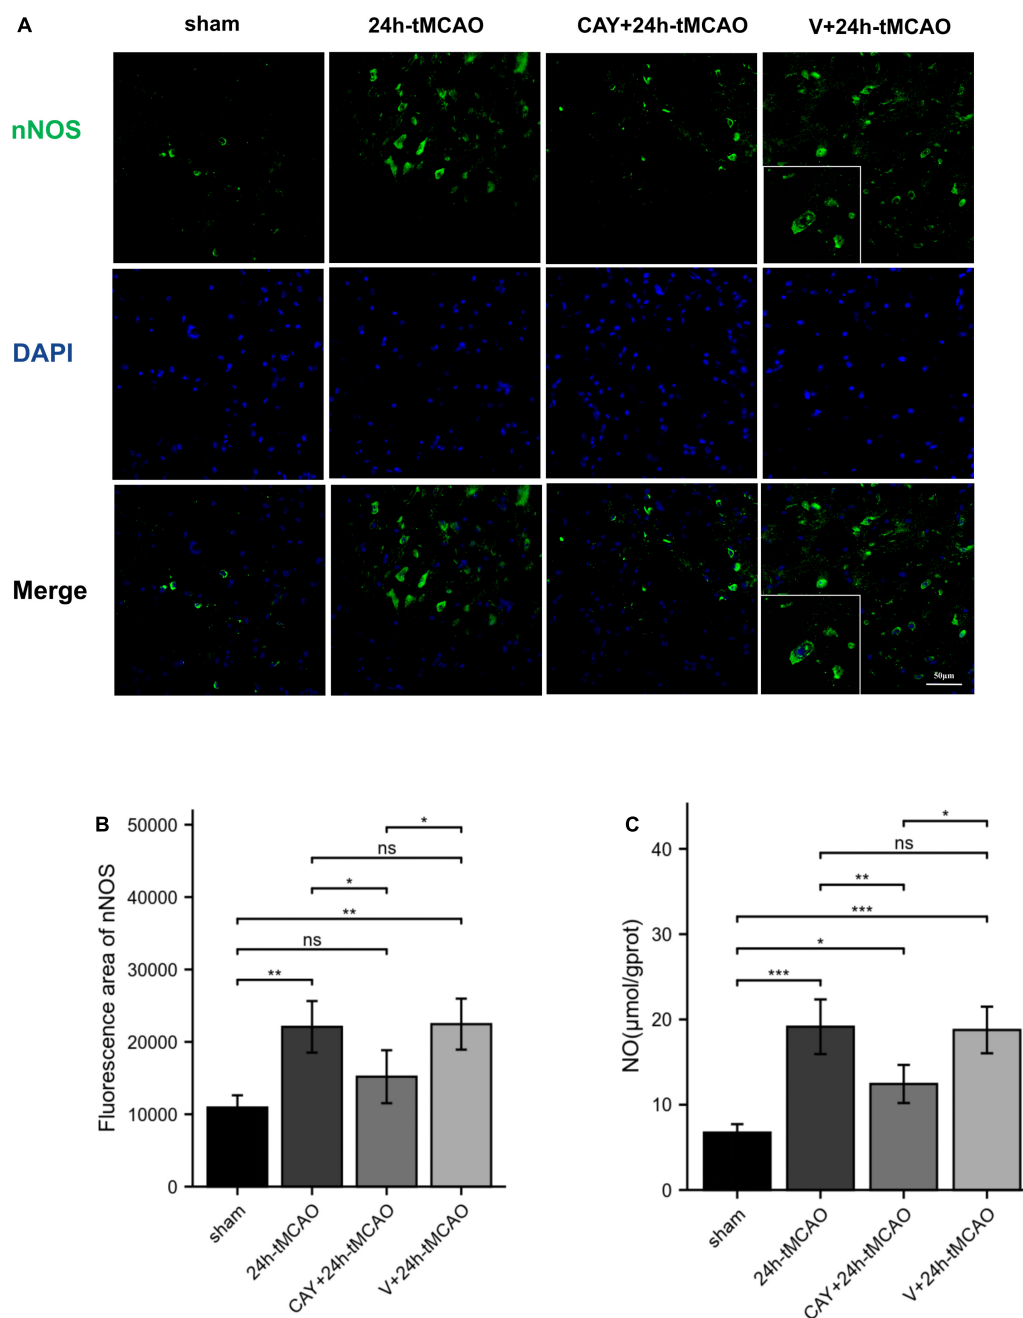 A
sham
24h-tMCAO
CAY+24h-tMCAO
V+24h-tMCAO
nNOS
DAPI
Merge
50μm
B
Fluorescence area of nNOS
50000
40000
30000
20000
10000
0
*
ns
*
**
ns
**
sham
24h-tMCAO
CAY+24h-tMCAO
V+24h-tMCAO
C
NO(μmol/gprot)
40
30
20
10
0
*
ns
**
***
*
***
sham
24h-tMCAO
CAY+24h-tMCAO
V+24h-tMCAO